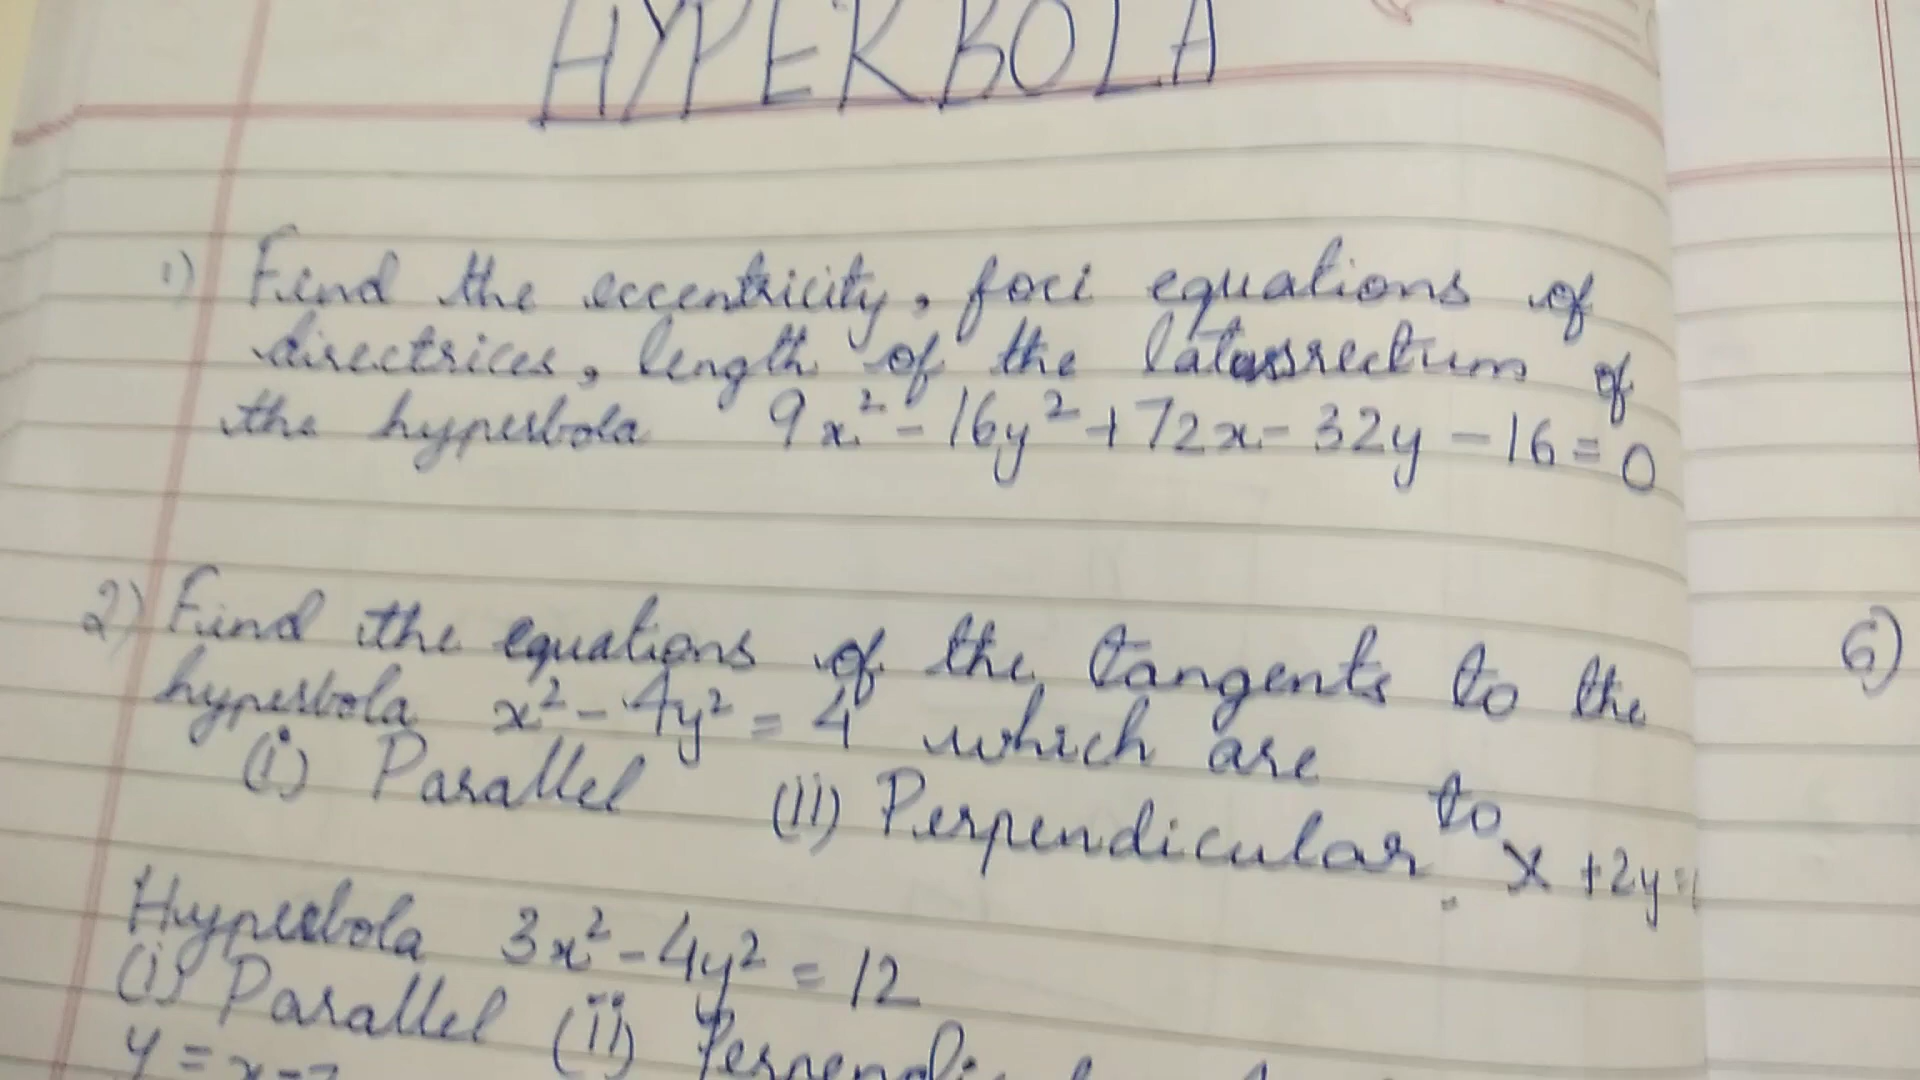 HYPERBOLA
1) Find the eccentricity, foci equations of
directrices, length of the latusrectum of
the hyperbola 9x² - 16y² + 72x - 32y - 16 = 0
2) Find the equations of the tangents to the
hyperbola x² - 4y² = 4 which are
(i) Parallel (ii) Perpendicular to x + 2y =
Hyperbola 3x² - 4y² = 12
(i) Parallel (ii)
y = x -
6)